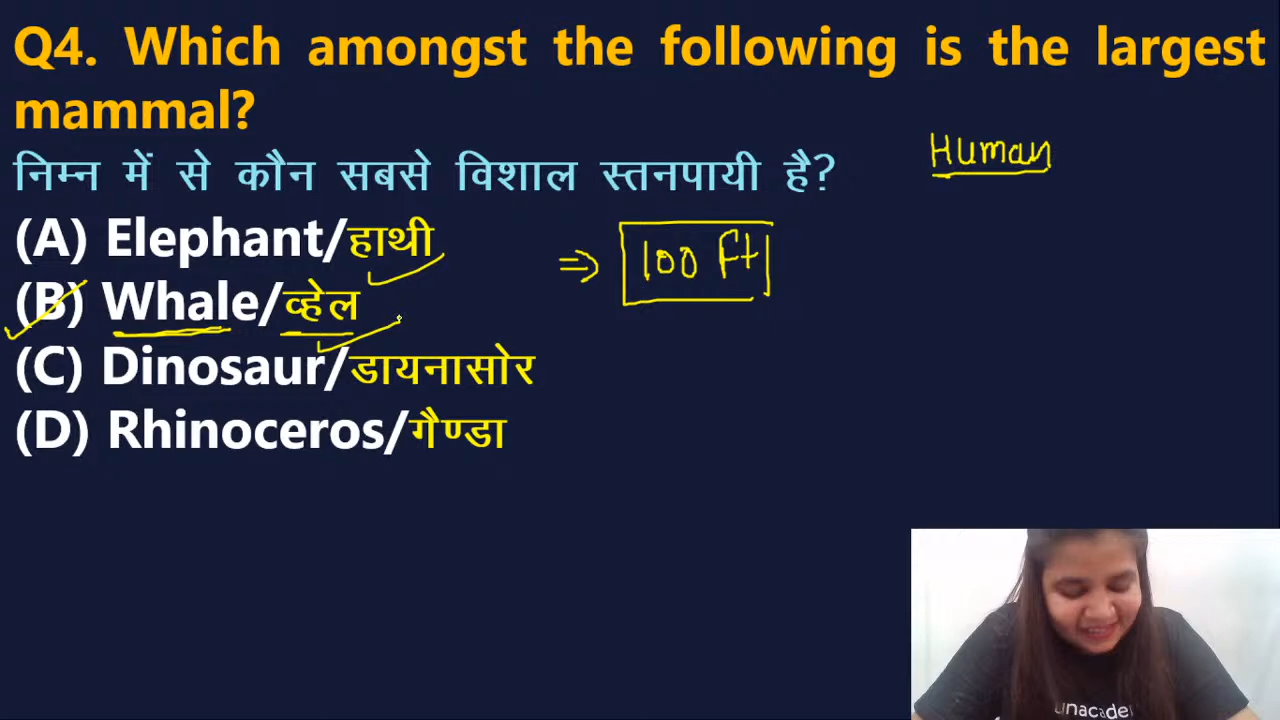 Q4. Which amongst the following is the largest
mammal?
Human
निम्न में से कौन सबसे विशाल स्तनपायी है?
(A) Elephant/हाथी
⇒ 100 Ft
(B) Whale/व्हेल
(C) Dinosaur/डायनासोर
(D) Rhinoceros/गैण्डा
unacade